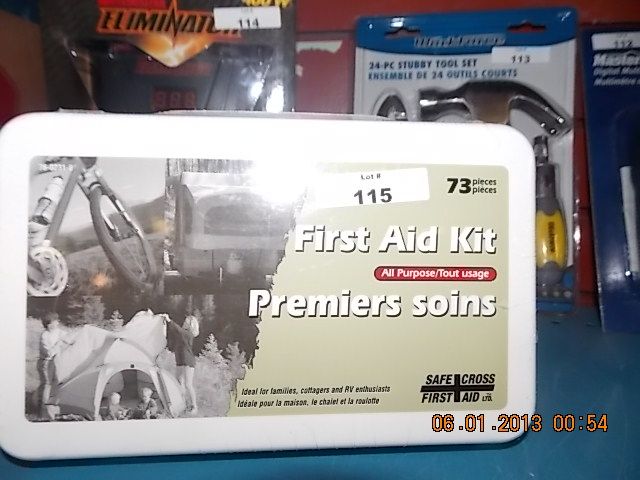 ELIMINATOR
114
24-PC STUBBY TOOL SET
ENSEMBLE DE 24 OUTILS COURTS
113
112
Lot #
115
73 pieces
pièces
First Aid Kit
All Purpose/Tout usage
Premiers soins
Ideal for families, cottagers and RV enthusiasts
Idéale pour la maison, le chalet et la roulotte
SAFE CROSS
FIRST AID LTD.
06.01.2013 00:54